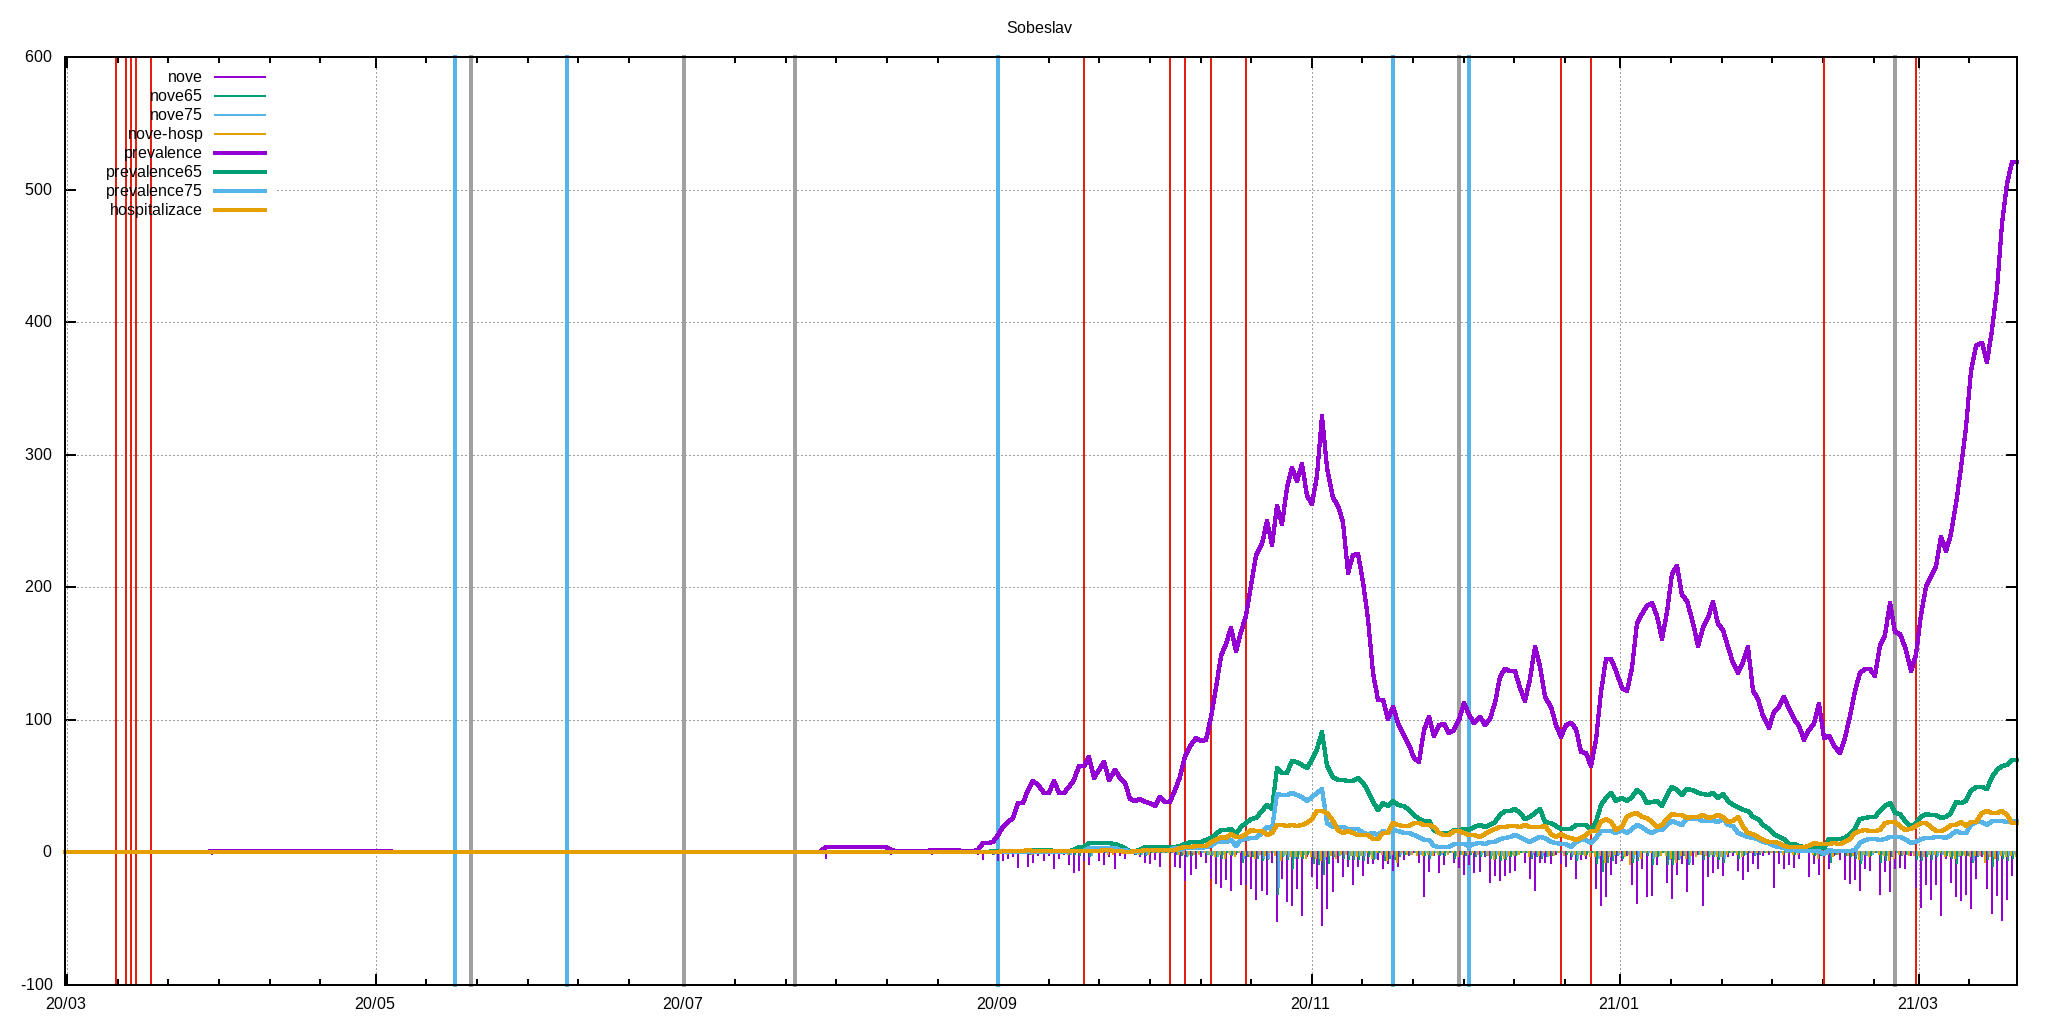 Sobeslav
600
500
400
300
200
100
0
-100
nove
nove65
nove75
nove-hosp
prevalence
prevalence65
prevalence75
hospitalizace
20/03
20/05
20/07
20/09
20/11
21/01
21/03